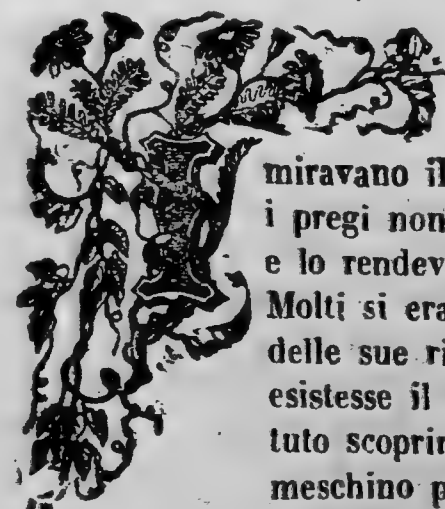 miravano il
i pregi non
e lo rendev
Molti si era
delle sue ri
esistesse il
tuto scoprir
meschino p